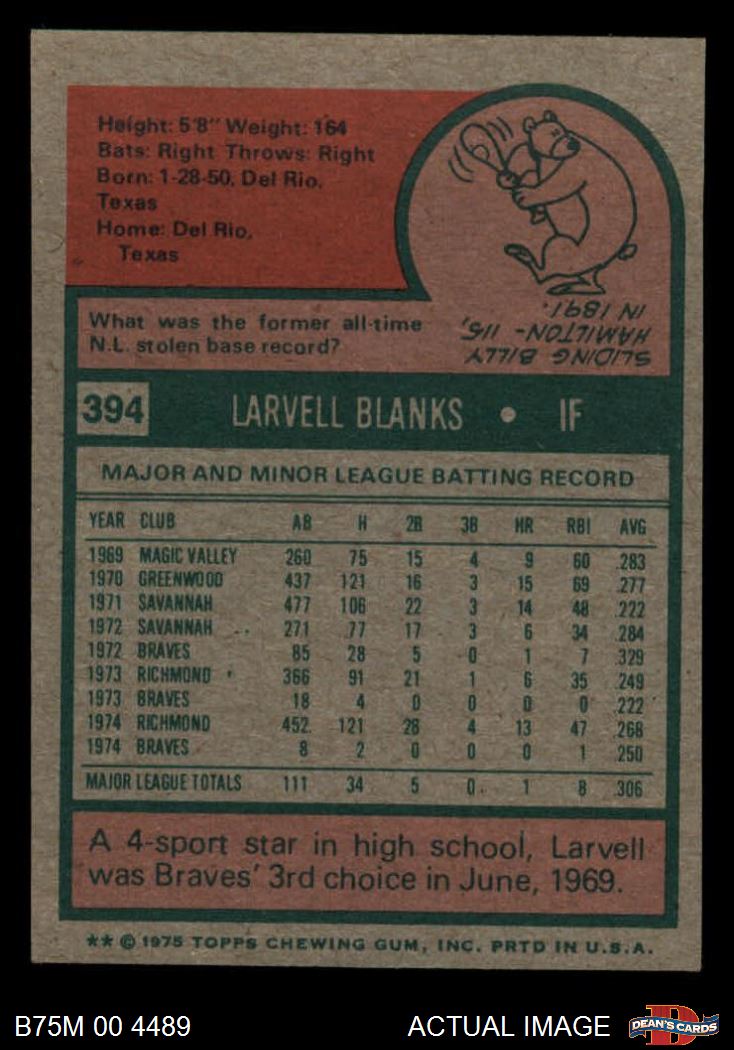 Height: 5'8" Weight: 164
Bats: Right Throws: Right
Born: 1-28-50, Del Rio,
Texas
Home: Del Rio,
Texas
What was the former all-time
N.L. stolen base record?
SLIDING BILLY
HAMILTON-115,
IN 1891.
394 LARVELL BLANKS • IF
MAJOR AND MINOR LEAGUE BATTING RECORD
YEAR CLUB AB H 2B 3B HR RBI AVG
1969 MAGIC VALLEY 260 75 15 4 9 60 .283
1970 GREENWOOD 437 121 16 3 15 69 .277
1971 SAVANNAH 477 106 22 3 14 48 .222
1972 SAVANNAH 271 77 17 3 6 34 .284
1972 BRAVES 85 28 5 0 1 7 .329
1973 RICHMOND 366 91 21 1 6 35 .249
1973 BRAVES 18 4 0 0 0 0 .222
1974 RICHMOND 452 121 28 4 13 47 .268
1974 BRAVES 8 2 0 0 0 1 .250
MAJOR LEAGUE TOTALS 111 34 5 0 1 8 .306
A 4-sport star in high school, Larvell
was Braves' 3rd choice in June, 1969.
** © 1975 TOPPS CHEWING GUM, INC. PRTD IN U.S.A.
B75M 00 4489 ACTUAL IMAGE DEAN'S CARDS